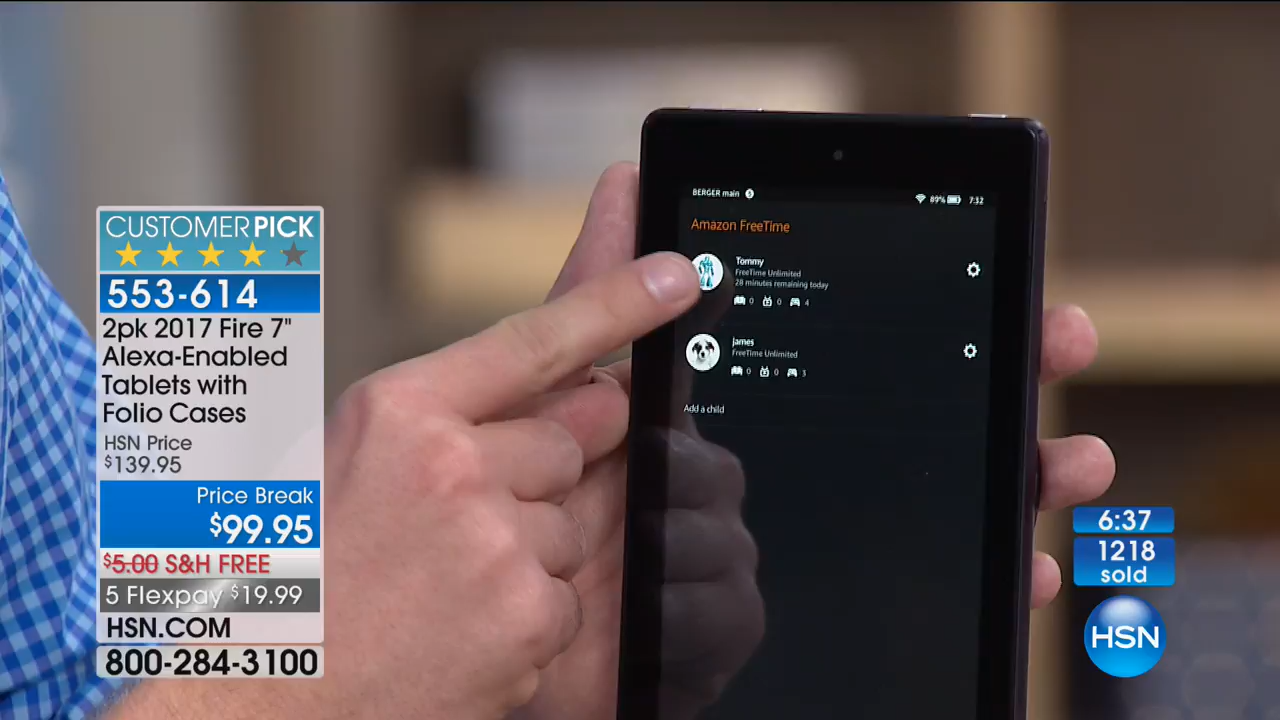 CUSTOMERPICK
553-614
2pk 2017 Fire 7"
Alexa-Enabled
Tablets with
Folio Cases
HSN Price
$139.95
Price Break
$99.95
$5.00 S&H FREE
5 Flexpay $19.99
HSN.COM
800-284-3100
BERGER main
89%
7:32
Amazon FreeTime
Tommy
FreeTime Unlimited
28 minutes remaining today
0 0 4
james
FreeTime Unlimited
0 0 3
Add a child
6:37
1218
sold
HSN